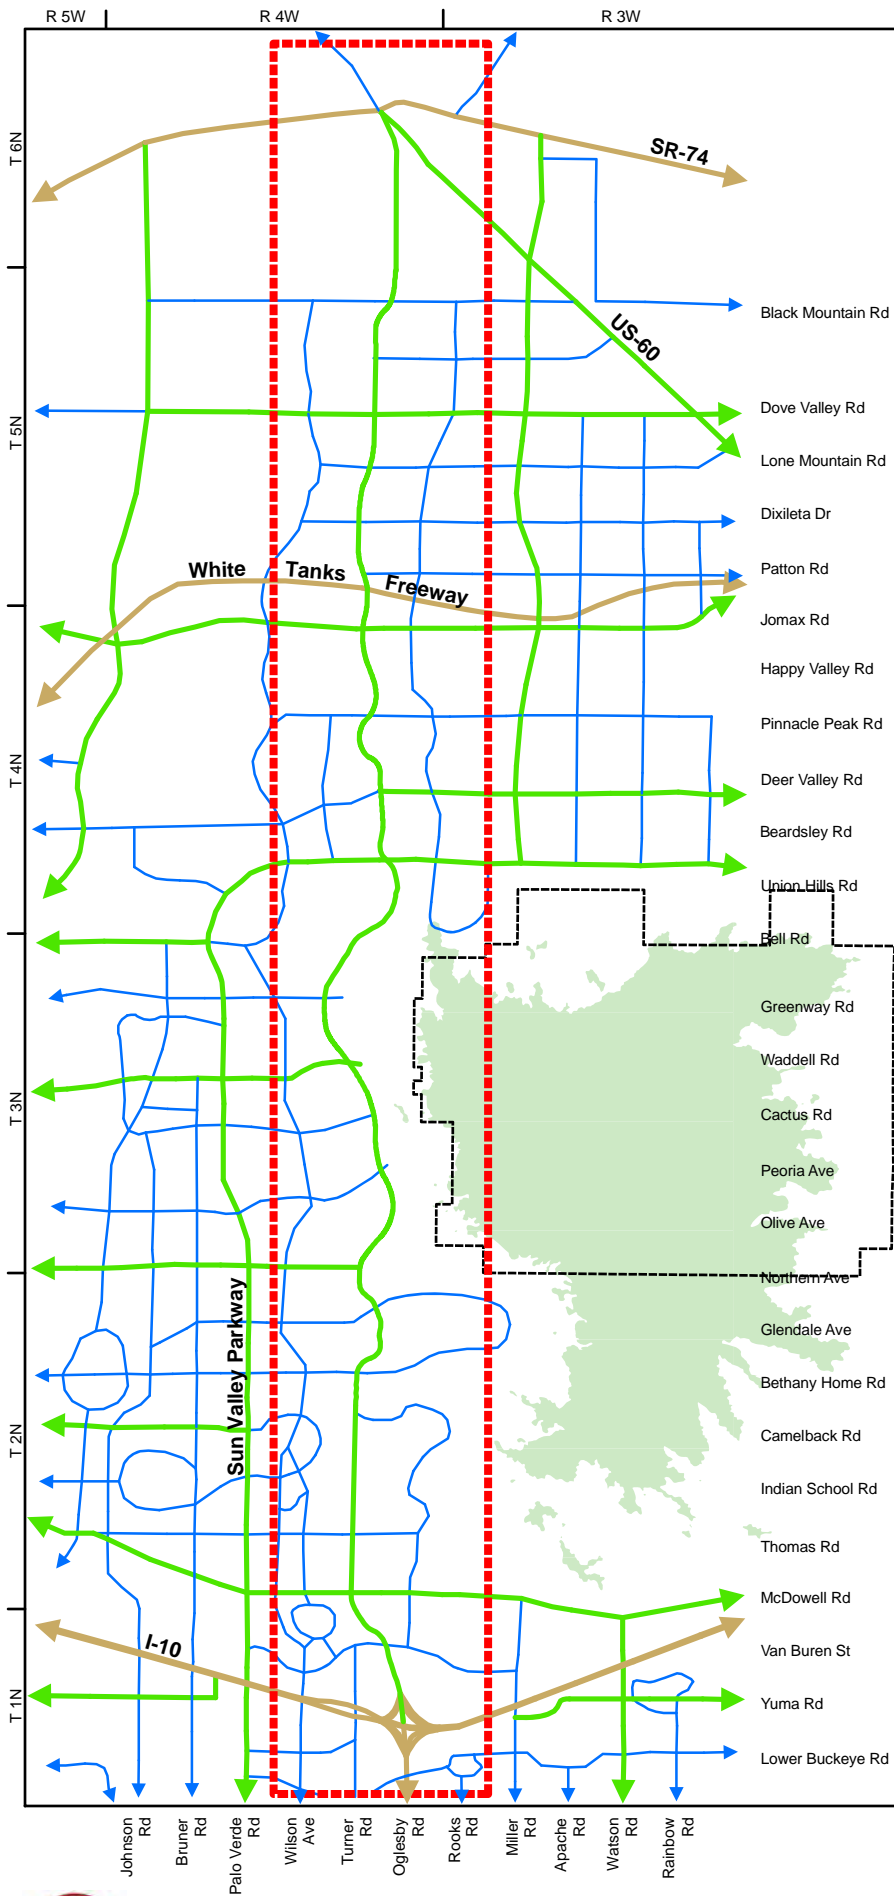 R 5W
R 4W
R 3W
T 6N
SR-74
Black Mountain Rd
US-60
Dove Valley Rd
T 5N
Lone Mountain Rd
Dixileta Dr
White Tanks Freeway
Patton Rd
Jomax Rd
Happy Valley Rd
Pinnacle Peak Rd
T 4N
Deer Valley Rd
Beardsley Rd
Union Hills Rd
Bell Rd
Greenway Rd
Waddell Rd
T 3N
Cactus Rd
Peoria Ave
Olive Ave
Northern Ave
Sun Valley Parkway
Glendale Ave
Bethany Home Rd
T 2N
Camelback Rd
Indian School Rd
Thomas Rd
McDowell Rd
I-10
Van Buren St
T 1N
Yuma Rd
Lower Buckeye Rd
Johnson
Rd
Bruner
Rd
Palo Verde
Rd
Wilson
Ave
Turner
Rd
Oglesby
Rd
Rooks
Rd
Miller
Rd
Apache
Rd
Watson
Rd
Rainbow
Rd